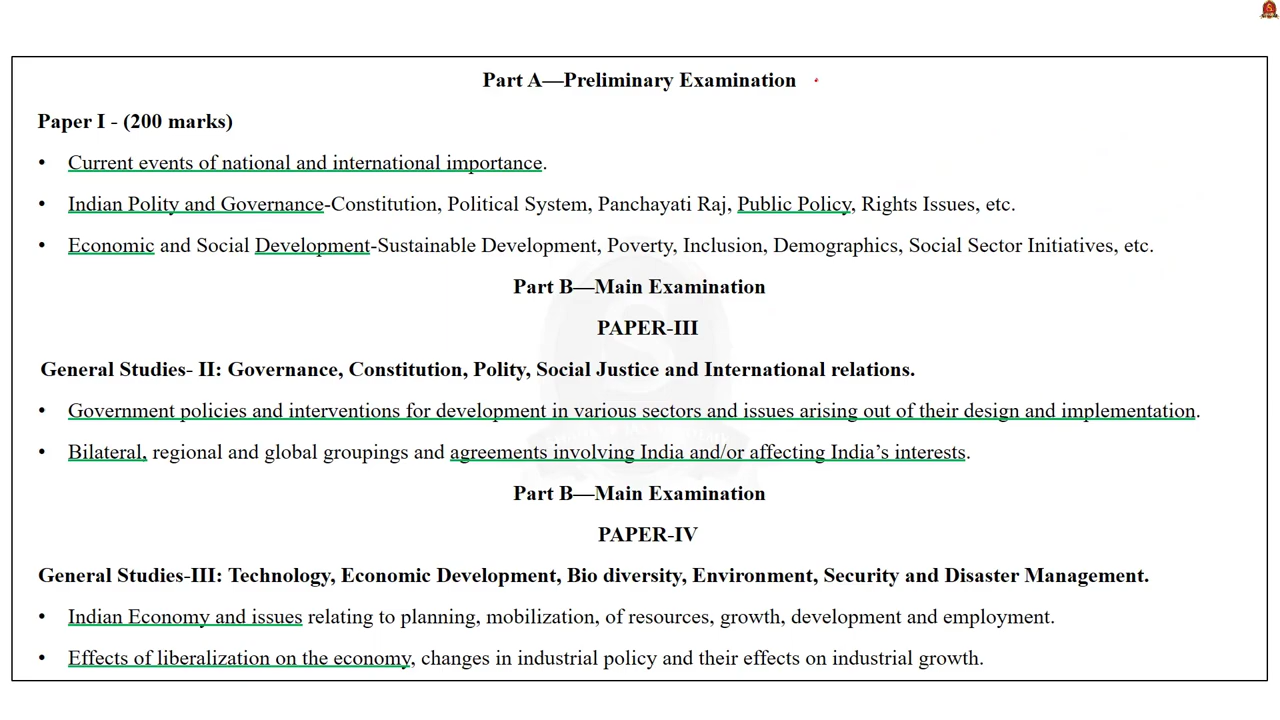 Part A—Preliminary Examination
Paper I - (200 marks)
• Current events of national and international importance.
• Indian Polity and Governance-Constitution, Political System, Panchayati Raj, Public Policy, Rights Issues, etc.
• Economic and Social Development-Sustainable Development, Poverty, Inclusion, Demographics, Social Sector Initiatives, etc.
Part B—Main Examination
PAPER-III
General Studies- II: Governance, Constitution, Polity, Social Justice and International relations.
• Government policies and interventions for development in various sectors and issues arising out of their design and implementation.
• Bilateral, regional and global groupings and agreements involving India and/or affecting India’s interests.
Part B—Main Examination
PAPER-IV
General Studies-III: Technology, Economic Development, Bio diversity, Environment, Security and Disaster Management.
• Indian Economy and issues relating to planning, mobilization, of resources, growth, development and employment.
• Effects of liberalization on the economy, changes in industrial policy and their effects on industrial growth.